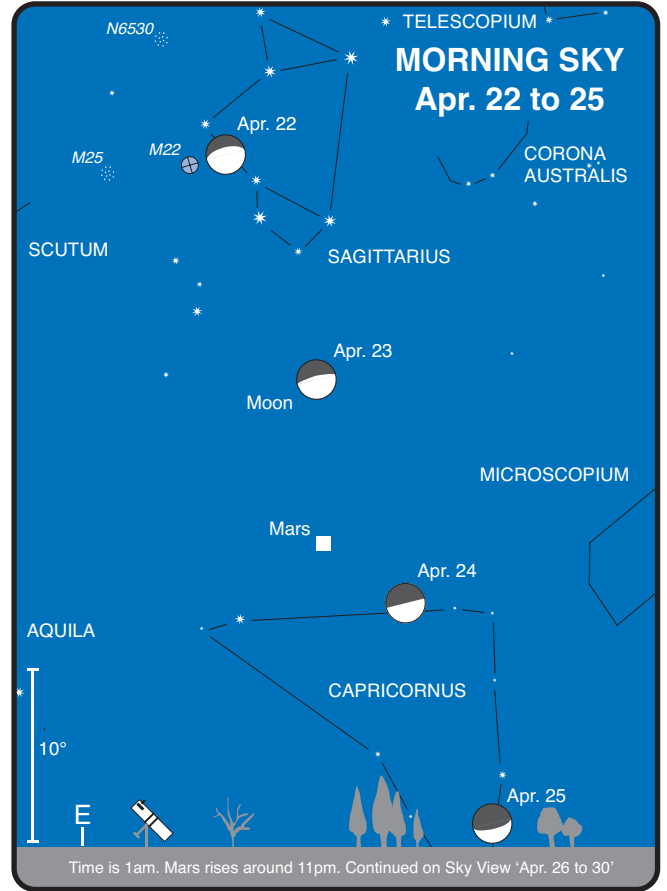 N6530
TELESCOPIUM
MORNING SKY
Apr. 22 to 25
Apr. 22
M22
M25
CORONA
AUSTRALIS
SCUTUM
SAGITTARIUS
Apr. 23
Moon
MICROSCOPIUM
Mars
Apr. 24
AQUILA
CAPRICORNUS
10°
E
Apr. 25
Time is 1am. Mars rises around 11pm. Continued on Sky View ‘Apr. 26 to 30’